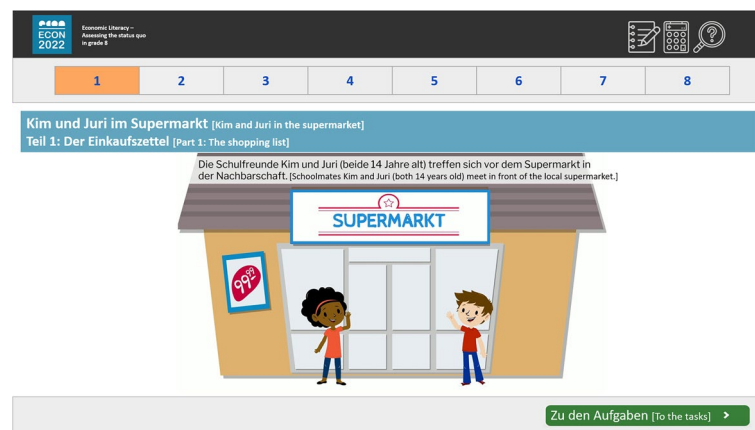 ECON
2022
Economic Literacy –
Assessing the status quo
in grade 8
1 2 3 4 5 6 7 8
Kim und Juri im Supermarkt [Kim and Juri in the supermarket]
Teil 1: Der Einkaufszettel [Part 1: The shopping list]
Die Schulfreunde Kim und Juri (beide 14 Jahre alt) treffen sich vor dem Supermarkt in
der Nachbarschaft. [Schoolmates Kim and Juri (both 14 years old) meet in front of the local supermarket.]
SUPERMARKT
99⁹⁹
Zu den Aufgaben [To the tasks]